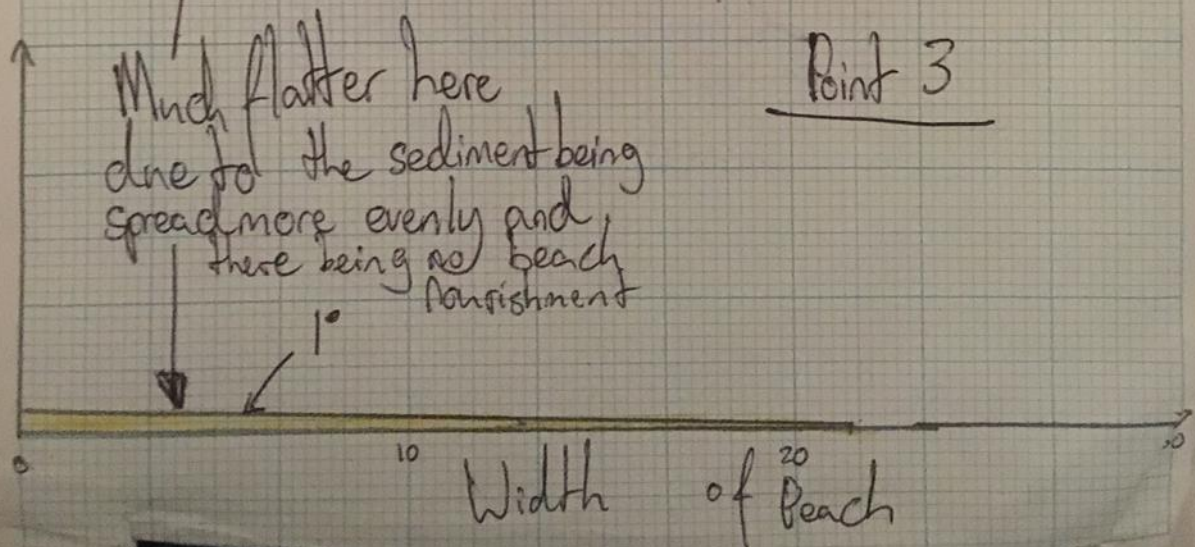 Point 3
Much flatter here
due to the sediment being
spread more evenly and
there being no beach
nourishment
1°
0
10
20
Width of Beach